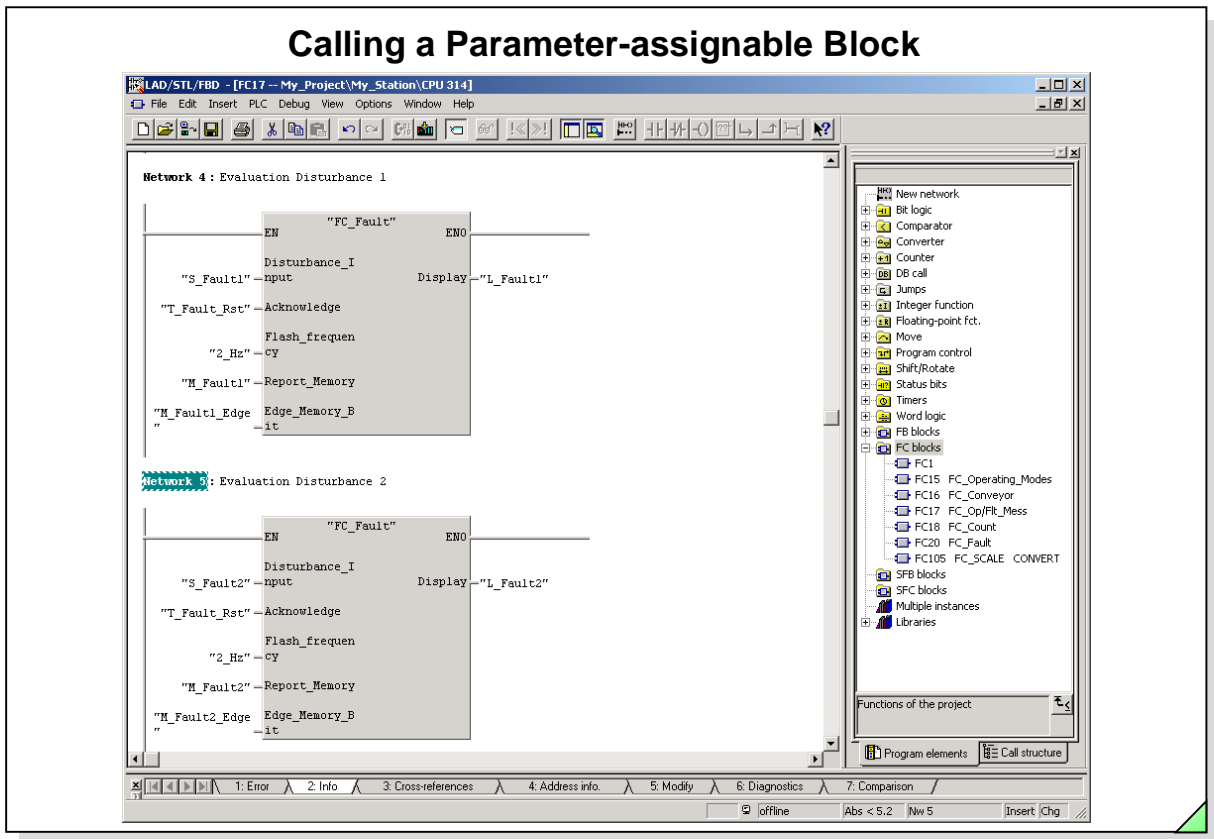 Calling a Parameter-assignable Block
LAD/STL/FBD - [FC17 -- My_Project\My_Station\CPU 314]
File Edit Insert PLC Debug View Options Window Help
Network 4 : Evaluation Disturbance 1
"FC_Fault"
EN ENO
Disturbance_I
"S_Fault1" nput Display "L_Fault1"
"T_Fault_Rst" Acknowledge
Flash_frequen
"2_Hz" cy
"M_Fault1" Report_Memory
"M_Fault1_Edge Edge_Memory_B
" it
Network 5 : Evaluation Disturbance 2
"FC_Fault"
EN ENO
Disturbance_I
"S_Fault2" nput Display "L_Fault2"
"T_Fault_Rst" Acknowledge
Flash_frequen
"2_Hz" cy
"M_Fault2" Report_Memory
"M_Fault2_Edge Edge_Memory_B
" it
New network
Bit logic
Comparator
Converter
Counter
DB call
Jumps
Integer function
Floating-point fct.
Move
Program control
Shift/Rotate
Status bits
Timers
Word logic
FB blocks
FC blocks
FC1
FC15 FC_Operating_Modes
FC16 FC_Conveyor
FC17 FC_Op/Flt_Mess
FC18 FC_Count
FC20 FC_Fault
FC105 FC_SCALE CONVERT
SFB blocks
SFC blocks
Multiple instances
Libraries
Functions of the project
Program elements Call structure
1: Error 2: Info 3: Cross-references 4: Address info. 5: Modify 6: Diagnostics 7: Comparison
offline Abs < 5.2 Nw 5 Insert Chg